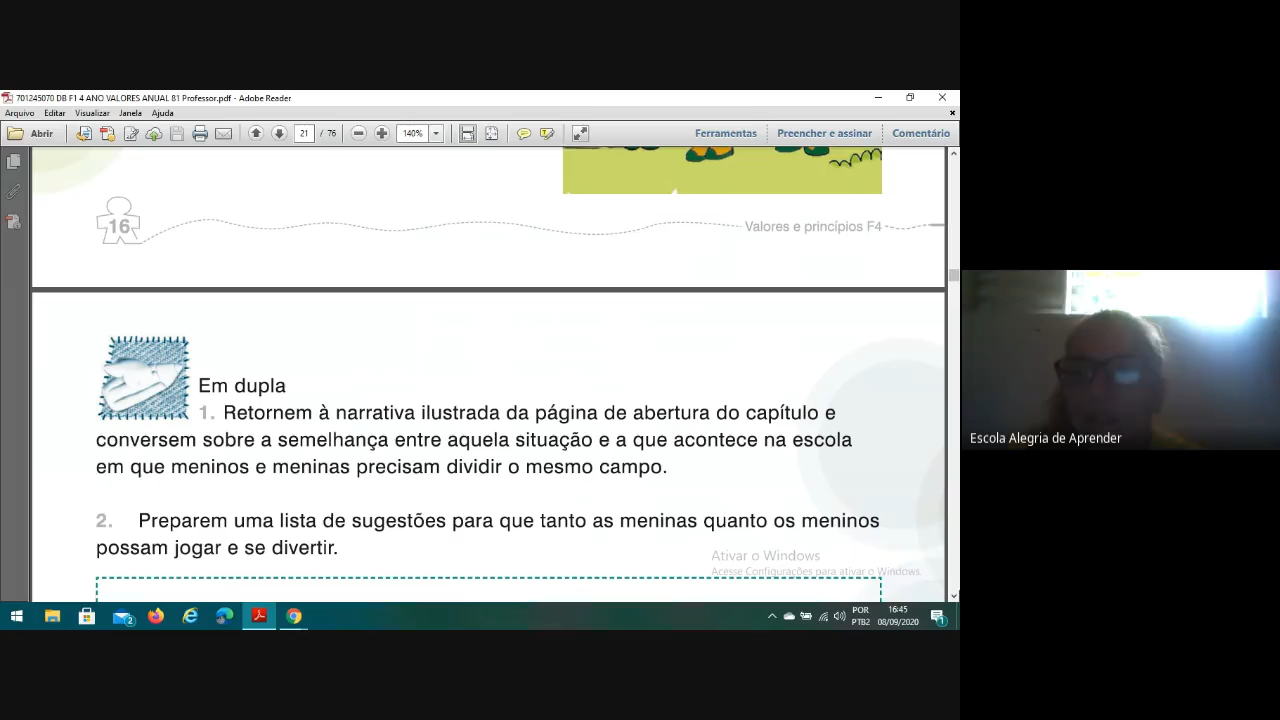 701245070 DB F1 4 ANO VALORES ANUAL 81 Professor.pdf - Adobe Reader
Arquivo Editar Visualizar Janela Ajuda
Abrir 21 / 76 140% Ferramentas Preencher e assinar Comentário
16 Valores e princípios F4
Em dupla
1. Retornem à narrativa ilustrada da página de abertura do capítulo e
conversem sobre a semelhança entre aquela situação e a que acontece na escola
em que meninos e meninas precisam dividir o mesmo campo.
2. Preparem uma lista de sugestões para que tanto as meninas quanto os meninos
possam jogar e se divertir.
Ativar o Windows
Acesse Configurações para ativar o Windows.
Escola Alegria de Aprender
2
POR 16:45
PTB2 08/09/2020
1